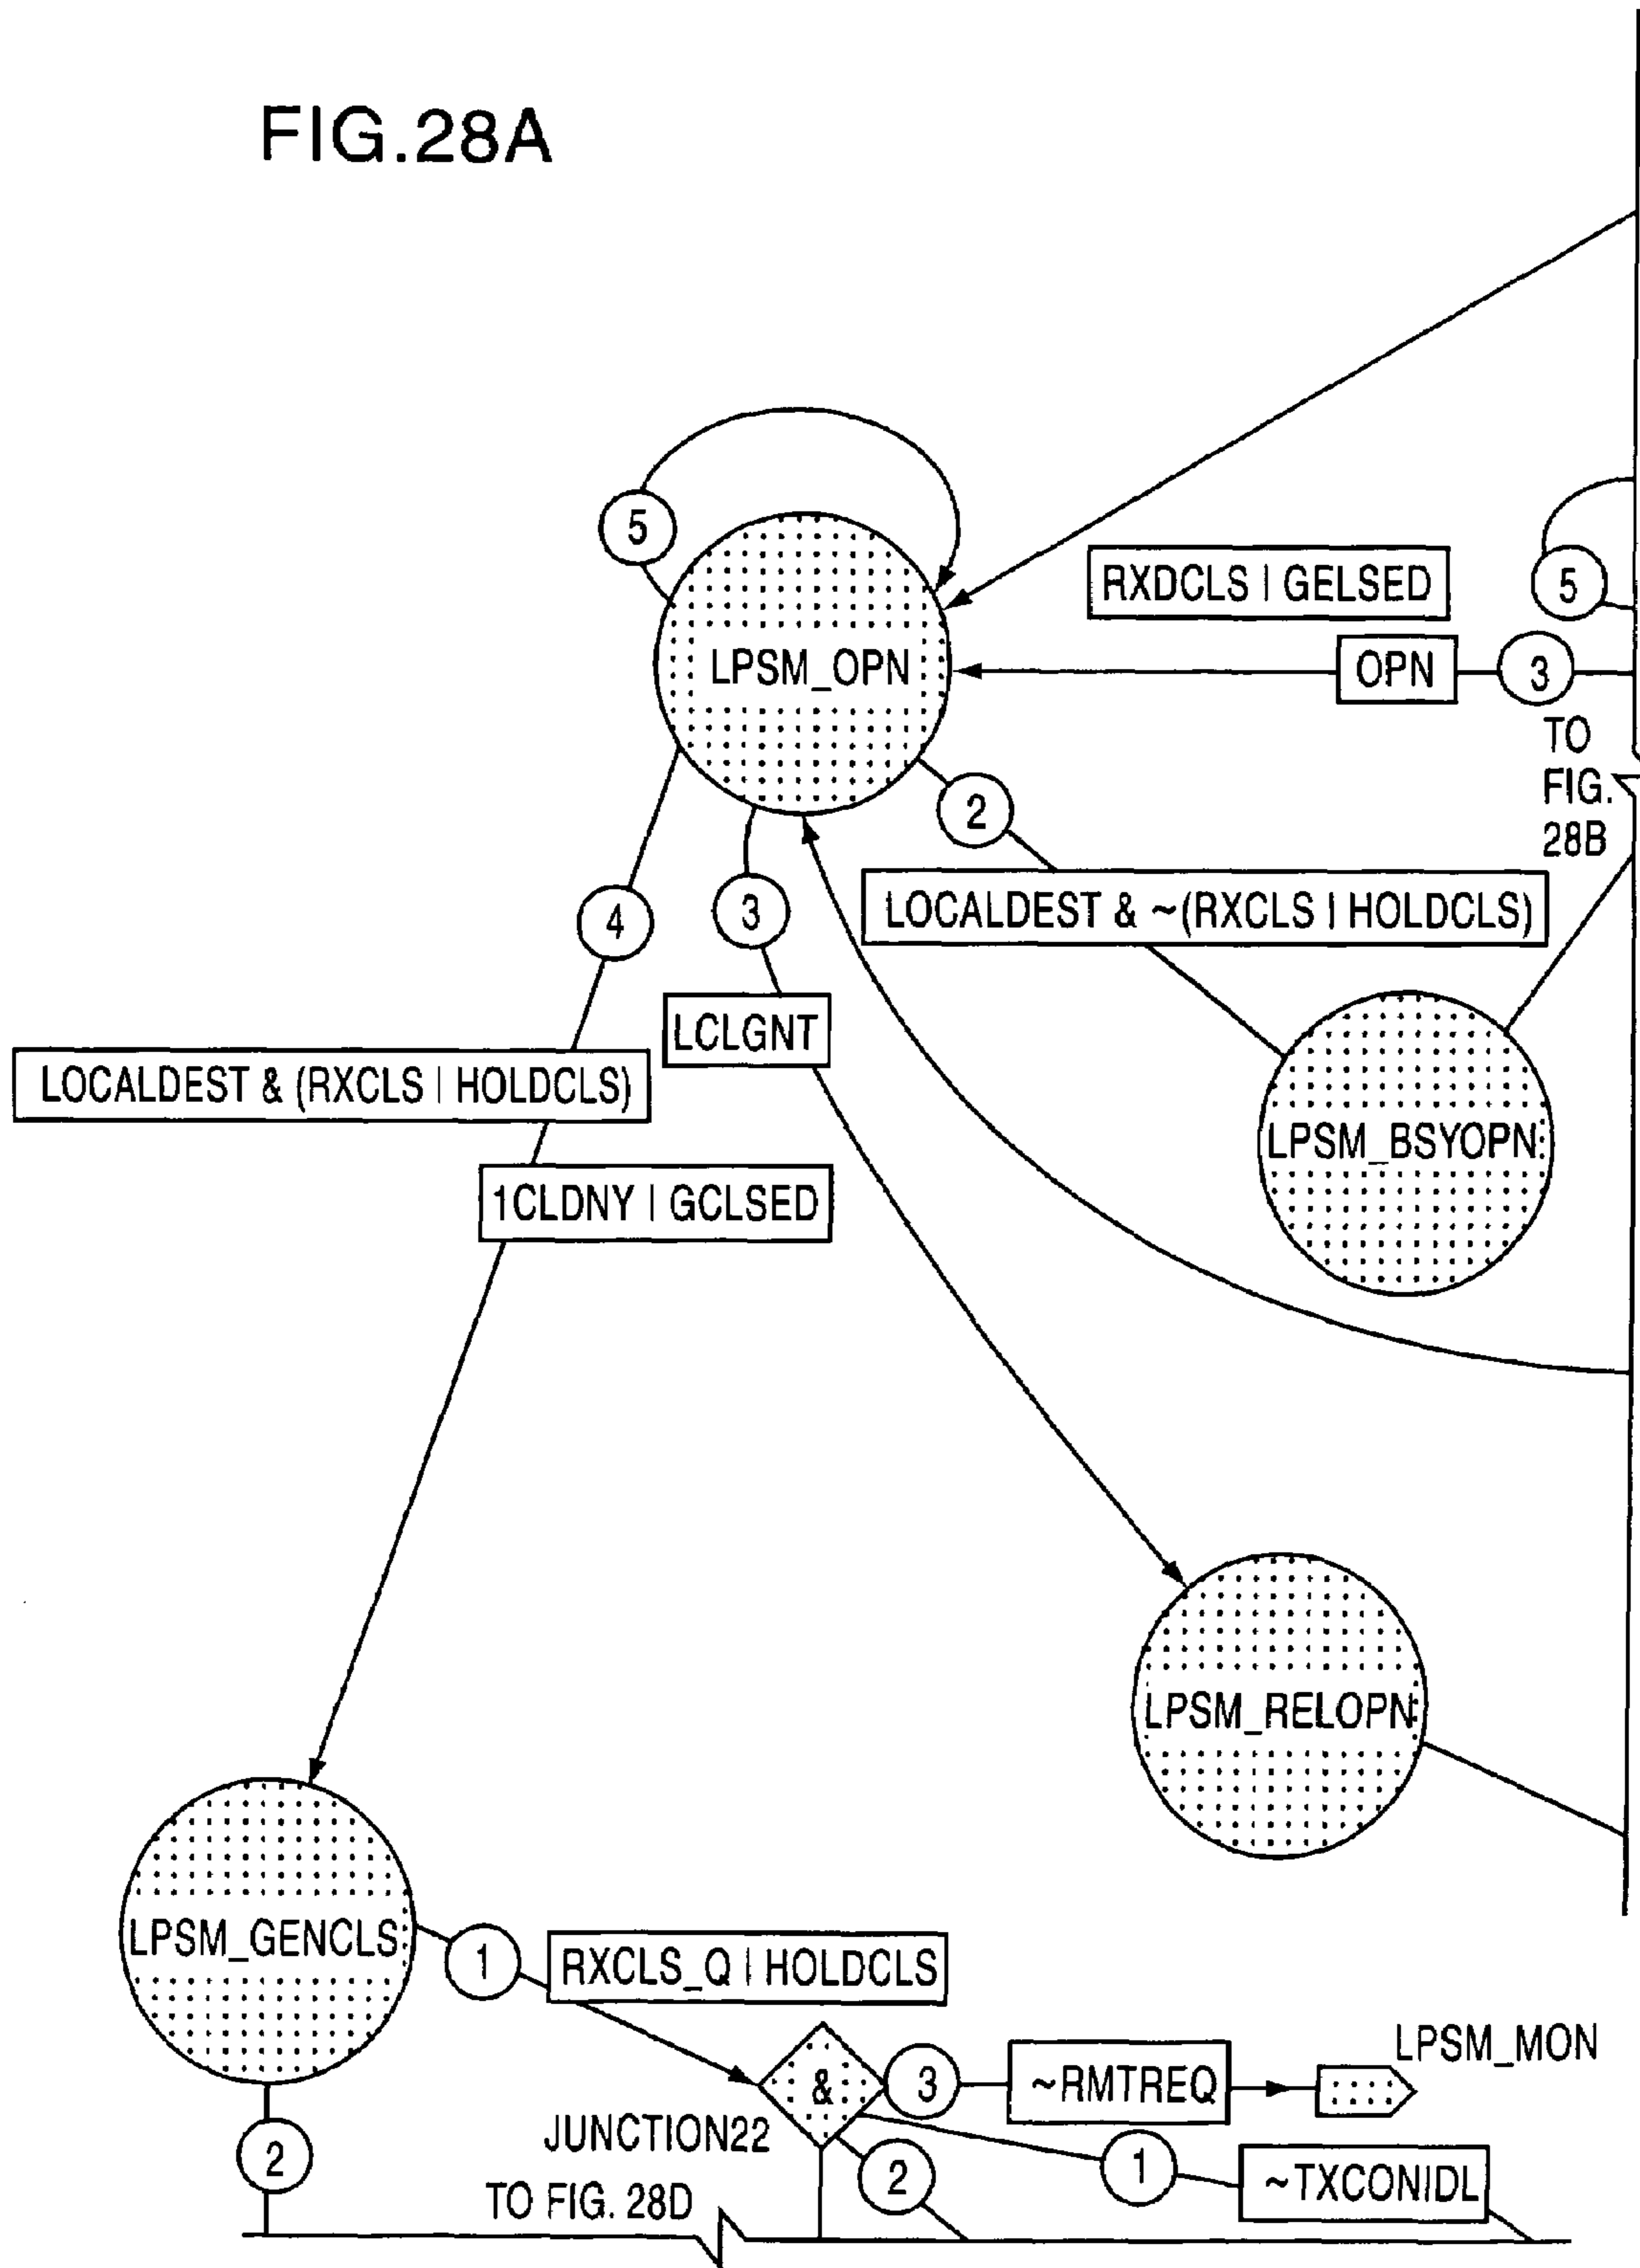 FIG.28A
5
RXDCLS | GELSED
5
LPSM_OPN
OPN
3
TO
FIG.
28B
2
4
3
LOCALDEST & ~(RXCLS | HOLDCLS)
LCLGNT
LOCALDEST & (RXCLS | HOLDCLS)
LPSM_BSYOPN
1CLDNY | GCLSED
LPSM_RELOPN
LPSM_GENCLS
1
RXCLS_Q | HOLDCLS
LPSM_MON
&
3
~RMTREQ
JUNCTION22
2
2
1
~TXCONIDL
TO FIG. 28D